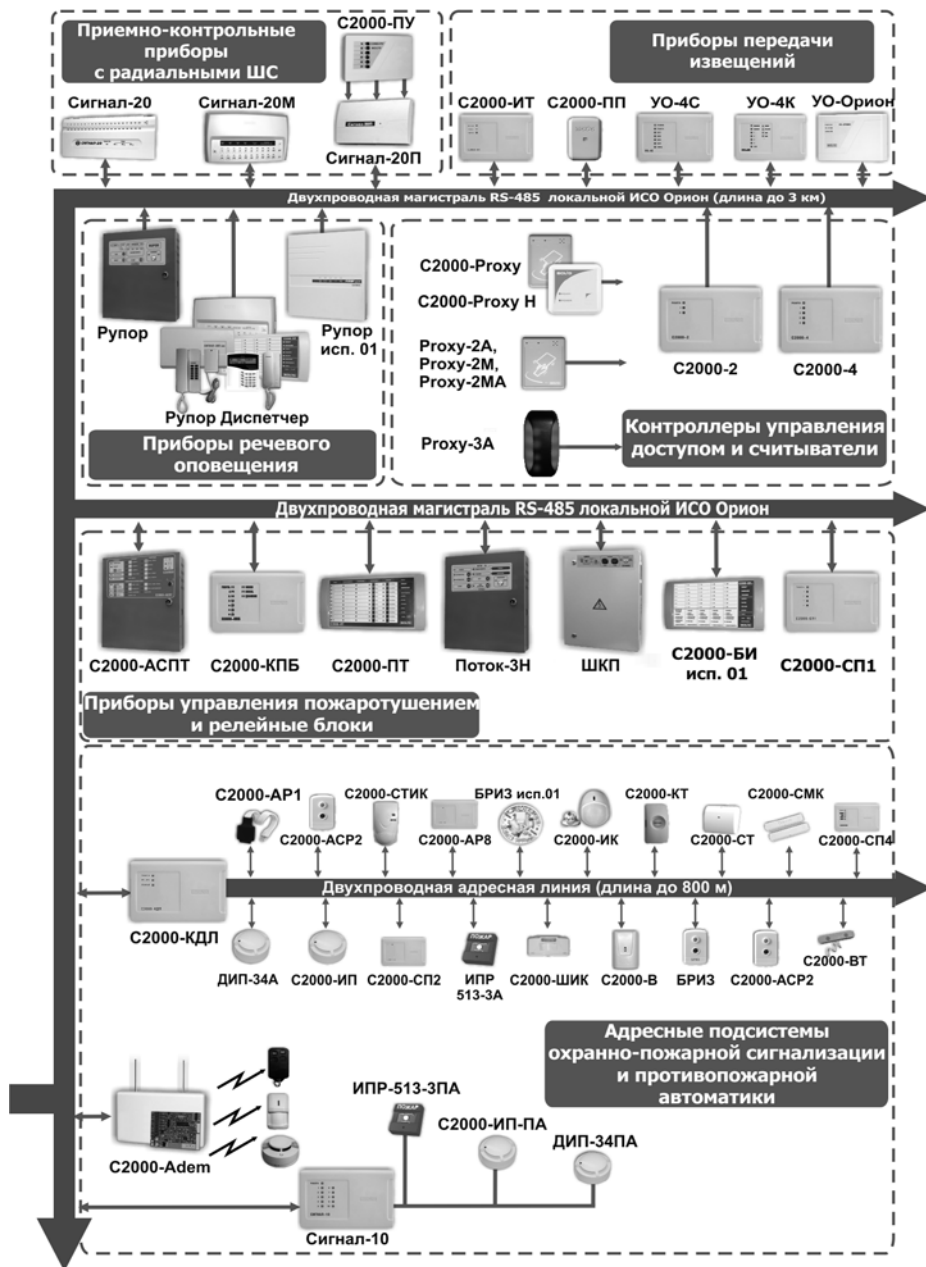 Приемно-контрольные
приборы
с радиальными ШС
С2000-ПУ
Сигнал-20
Сигнал-20М
Сигнал-20П
Приборы передачи
извещений
С2000-ИТ
С2000-ПП
УО-4С
УО-4К
УО-Орион
Двухпроводная магистраль RS-485 локальной ИСО Орион (длина до 3 км)
Рупор
Рупор
исп. 01
Рупор Диспетчер
Приборы речевого
оповещения
С2000-Proxy
С2000-Proxy Н
Proxy-2А,
Proxy-2М,
Proxy-2МА
Proxy-3А
С2000-2
С2000-4
Контроллеры управления
доступом и считыватели
Двухпроводная магистраль RS-485 локальной ИСО Орион
С2000-АСПТ
С2000-КПБ
С2000-ПТ
Поток-3Н
ШКП
С2000-БИ
исп. 01
С2000-СП1
Приборы управления пожаротушением
и релейные блоки
С2000-АР1
С2000-АСР2
С2000-СТИК
С2000-АР8
БРИЗ исп.01
С2000-ИК
С2000-КТ
С2000-СТ
С2000-СМК
С2000-СП4
Двухпроводная адресная линия (длина до 800 м)
С2000-КДЛ
ДИП-34А
С2000-ИП
С2000-СП2
ПОЖАР
ИПР
513-3А
С2000-ШИК
С2000-В
БРИЗ
С2000-АСР2
С2000-ВТ
Адресные подсистемы
охранно-пожарной сигнализации
и противопожарной
автоматики
С2000-Adem
ИПР-513-3ПА
ПОЖАР
С2000-ИП-ПА
ДИП-34ПА
Сигнал-10